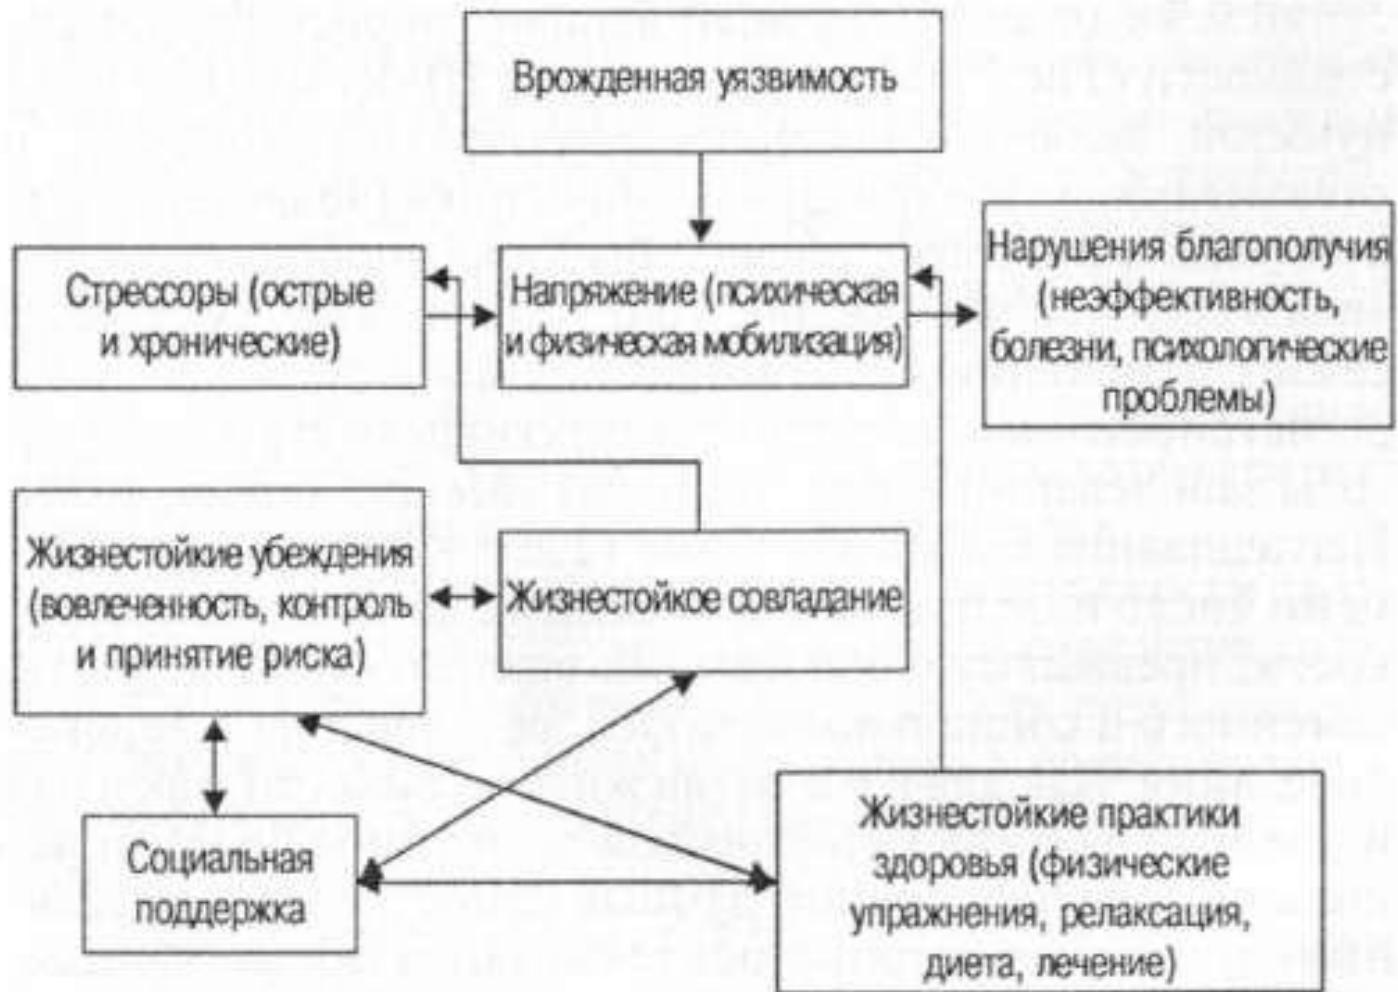 Врожденная уязвимость
Стрессоры (острые
и хронические)
Напряжение (психическая
и физическая мобилизация)
Нарушения благополучия
(неэффективность,
болезни, психологические
проблемы)
Жизнестойкие убеждения
(вовлеченность, контроль
и принятие риска)
Жизнестойкое совладание
Социальная
поддержка
Жизнестойкие практики
здоровья (физические
упражнения, релаксация,
диета, лечение)